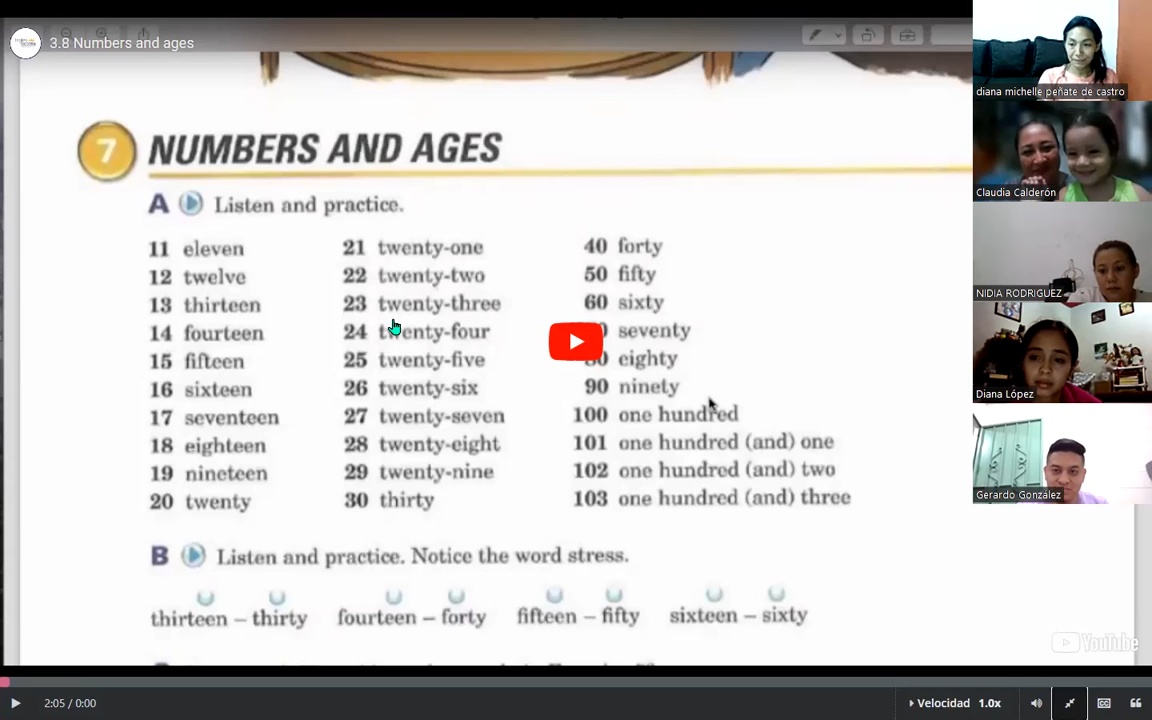 3.8 Numbers and ages
7 NUMBERS AND AGES
A Listen and practice.
11 eleven 21 twenty-one 40 forty
12 twelve 22 twenty-two 50 fifty
13 thirteen 23 twenty-three 60 sixty
14 fourteen 24 twenty-four seventy
15 fifteen 25 twenty-five 80 eighty
16 sixteen 26 twenty-six 90 ninety
17 seventeen 27 twenty-seven 100 one hundred
18 eighteen 28 twenty-eight 101 one hundred (and) one
19 nineteen 29 twenty-nine 102 one hundred (and) two
20 twenty 30 thirty 103 one hundred (and) three
B Listen and practice. Notice the word stress.
thirteen – thirty fourteen – forty fifteen – fifty sixteen – sixty
YouTube
2:05 / 0:00
Velocidad 1.0x
diana michelle peñate de castro
Claudia Calderón
NIDIA RODRIGUEZ
Diana López
Gerardo González